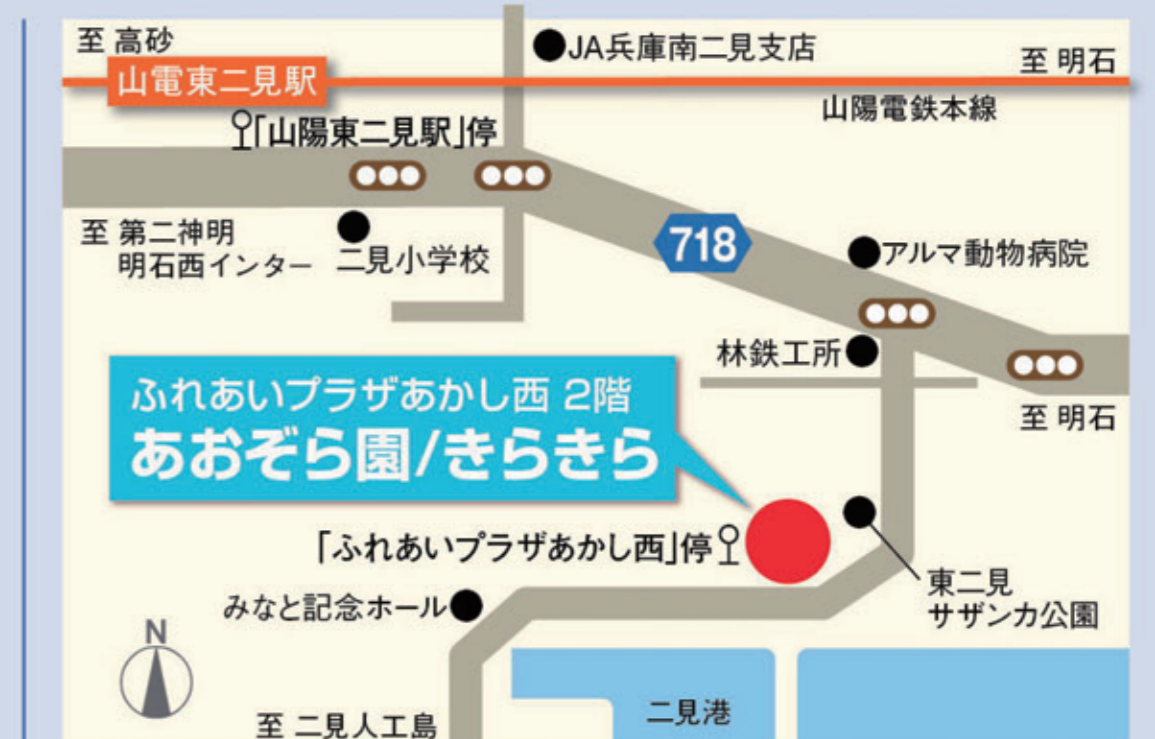 至 高砂
JA兵庫南二見支店
至 明石
山電東二見駅
山陽電鉄本線
「山陽東二見駅」停
至 第二神明
明石西インター
二見小学校
718
アルマ動物病院
林鉄工所
至 明石
ふれあいプラザあかし西 2階
あおぞら園/きらきら
「ふれあいプラザあかし西」停
東二見
サザンカ公園
みなと記念ホール
N
二見港
至 二見人工島